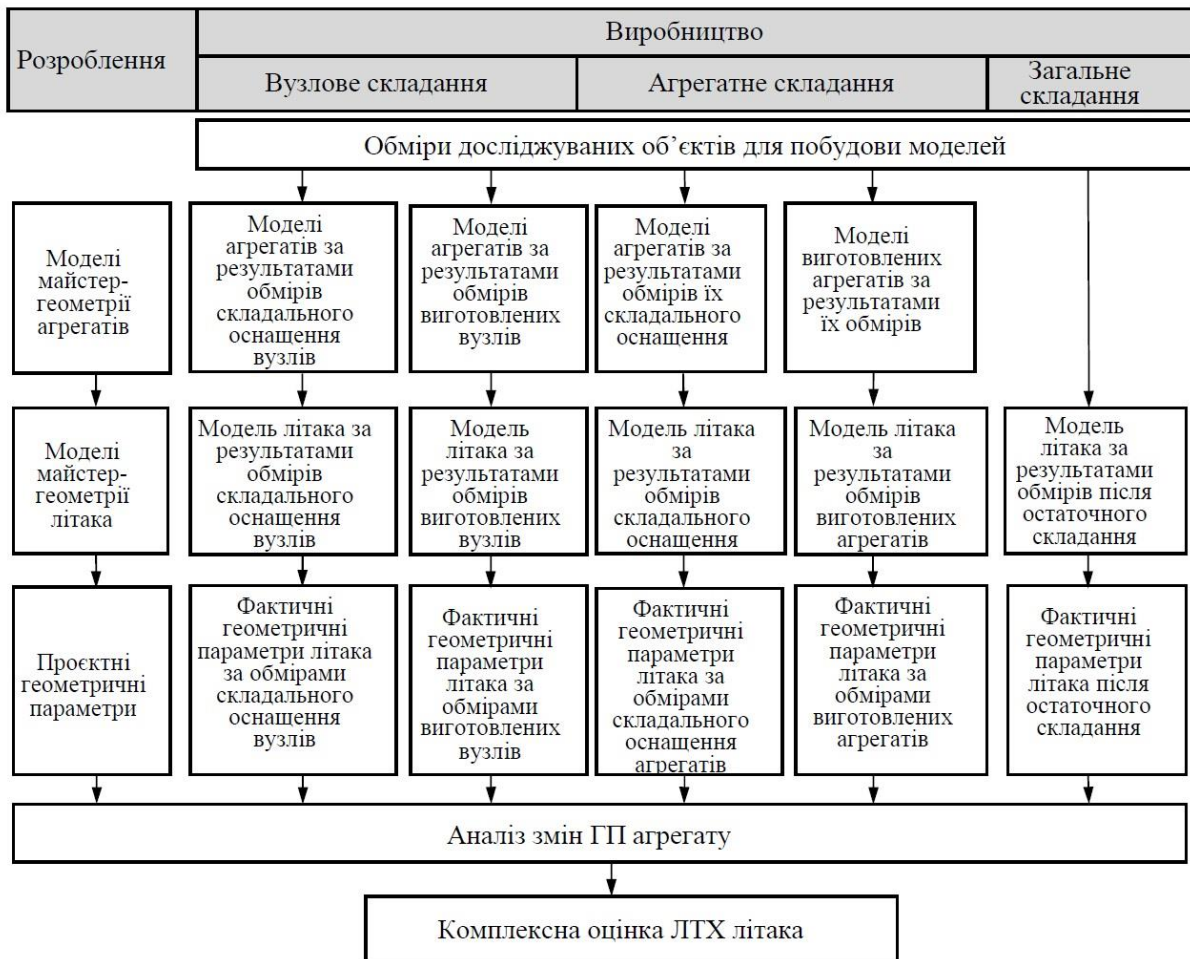 Розроблення
Виробництво
Вузлове складання
Агрегатне складання
Загальне
складання
Обміри досліджуваних об’єктів для побудови моделей
Моделі
майстер-
геометрії
агрегатів
Моделі
агрегатів за
результатами
обмірів
складального
оснащення
вузлів
Моделі
агрегатів за
результатами
обмірів
виготовлених
вузлів
Моделі
агрегатів за
результатами
обмірів їх
складального
оснащення
Моделі
виготовлених
агрегатів за
результатами
їх обмірів
Моделі
майстер-
геометрії
літака
Модель літака за
результатами
обмірів
складального
оснащення
вузлів
Модель
літака за
результатами
обмірів
виготовлених
вузлів
Модель літака
за
результатами
обмірів
складального
оснащення
Модель літака
за
результатами
обмірів
виготовлених
агрегатів
Модель
літака за
результатами
обмірів після
остаточного
складання
Проєктні
геометричні
параметри
Фактичні
геометричні
параметри літака
за обмірами
складального
оснащення
вузлів
Фактичні
геометричні
параметри
літака за
обмірами
виготовлених
вузлів
Фактичні
геометричні
параметри
літака за
обмірами
складального
оснащення
агрегатів
Фактичні
геометричні
параметри
літака за
обмірами
виготовлених
агрегатів
Фактичні
геометричні
параметри
літака після
остаточного
складання
Аналіз змін ГП агрегату
Комплексна оцінка ЛТХ літака